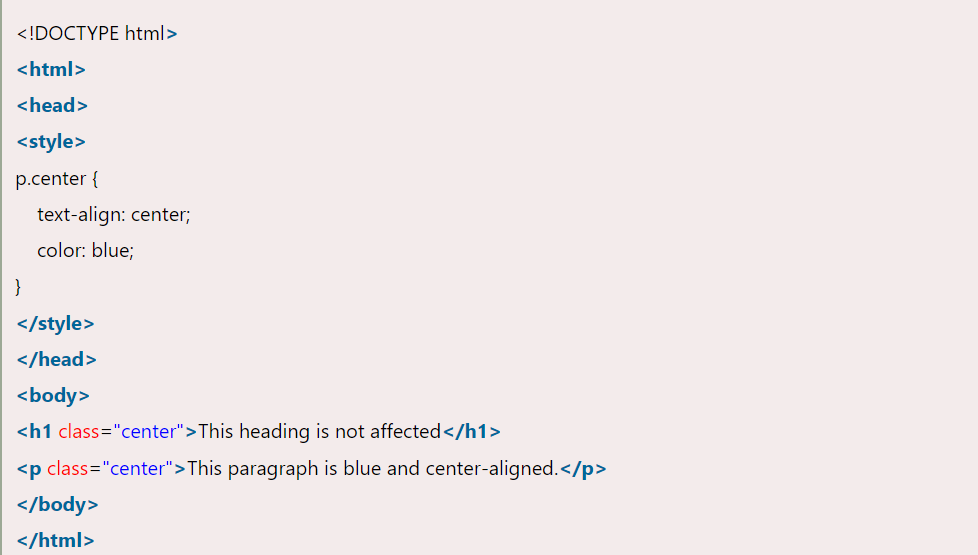 <!DOCTYPE html>
<html>
<head>
<style>
p.center {
    text-align: center;
    color: blue;
}
</style>
</head>
<body>
<h1 class="center">This heading is not affected</h1>
<p class="center">This paragraph is blue and center-aligned.</p>
</body>
</html>